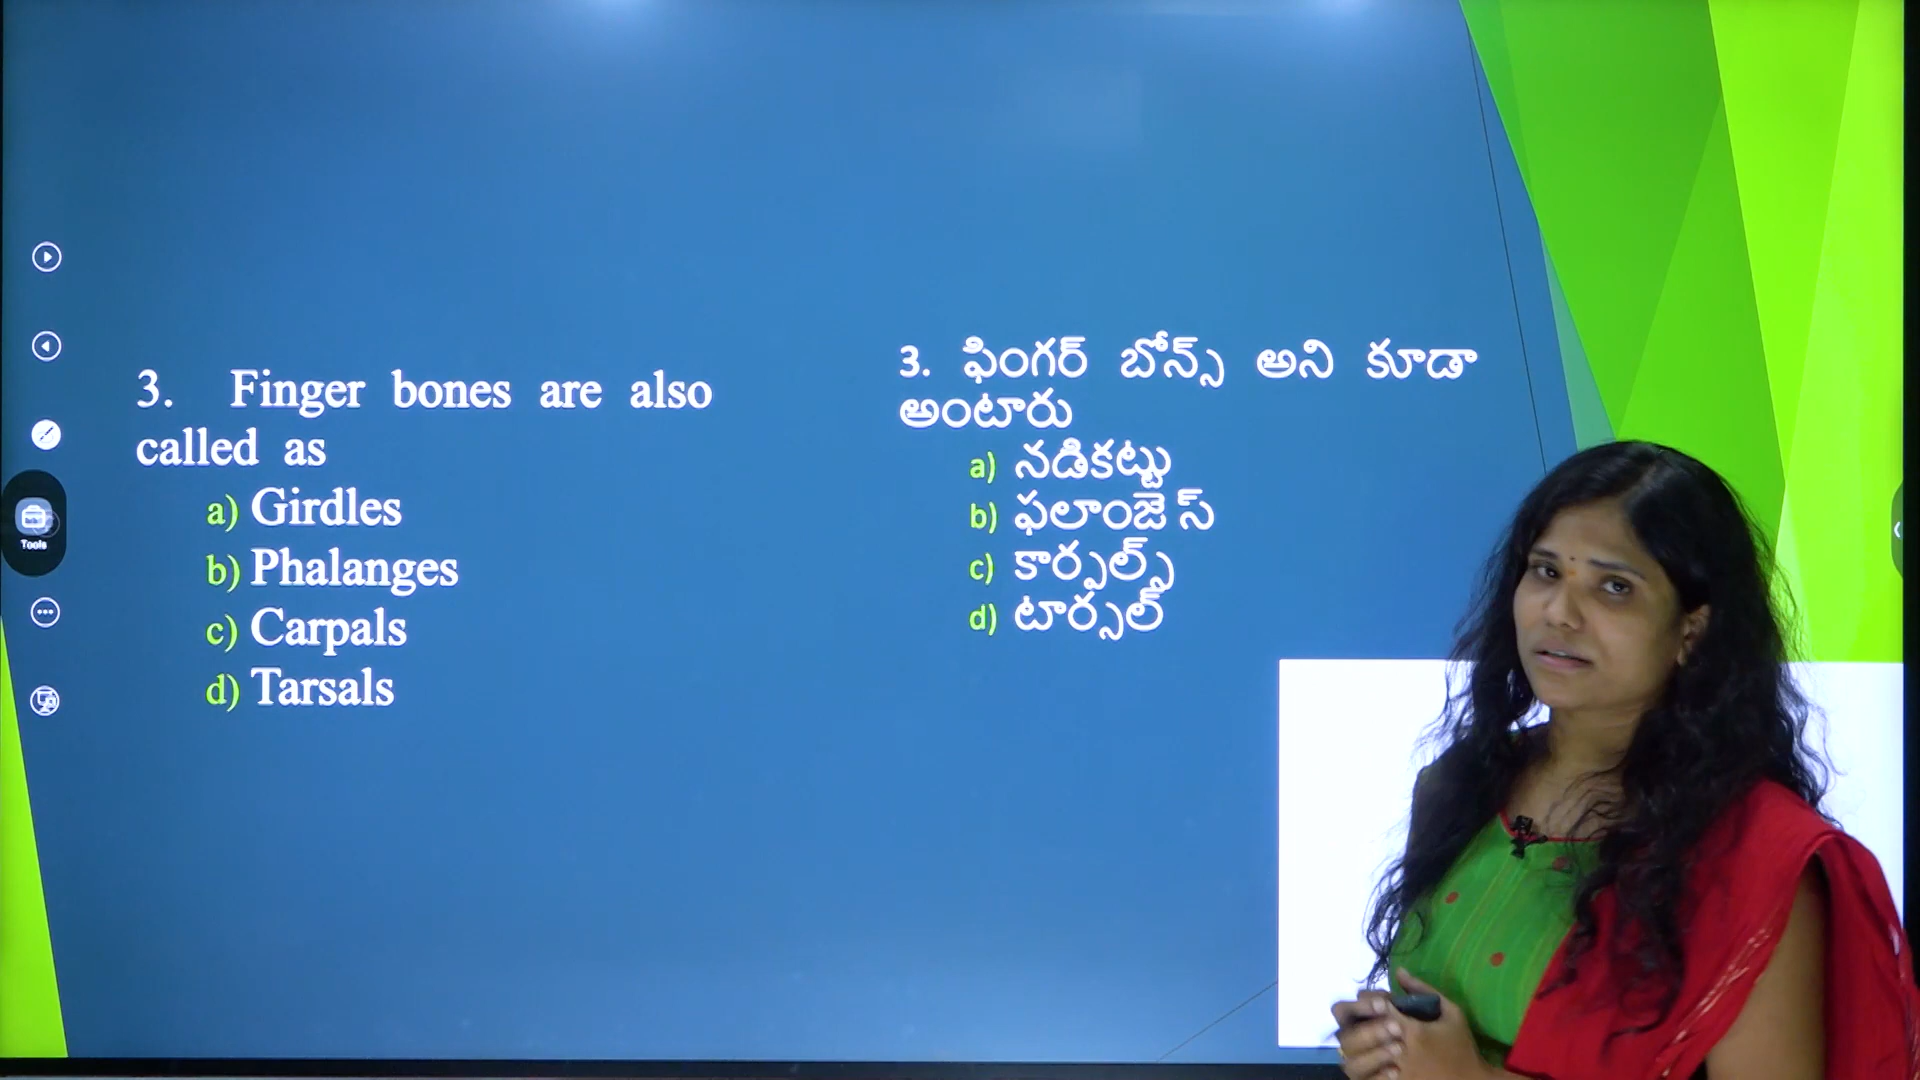 3. Finger bones are also
called as
a) Girdles
b) Phalanges
c) Carpals
d) Tarsals
3. ఫింగర్ బోన్స్ అని కూడా
అంటారు
a) నడికట్టు
b) ఫలాంజెస్
c) కార్పల్స్
d) టార్సల్
Tools